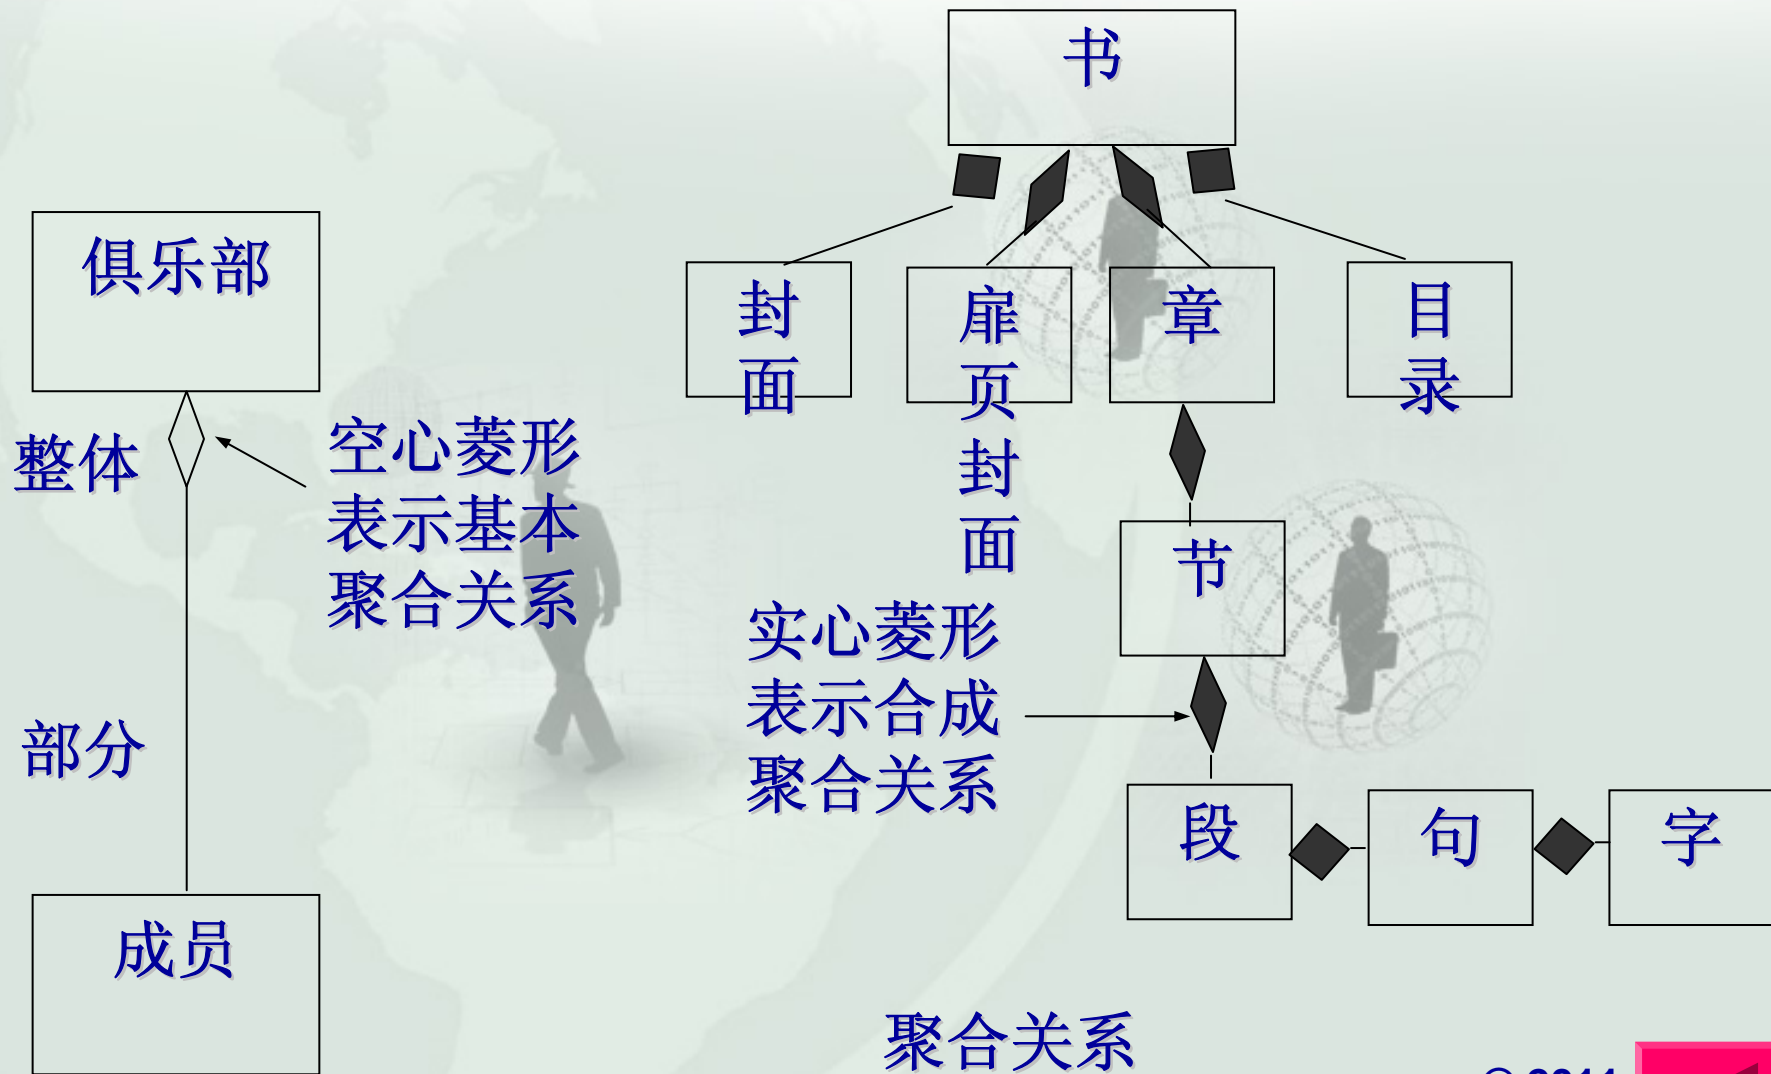 书
俱乐部
封
面
扉
页
封
面
章
目
录
整体
空心菱形
表示基本
聚合关系
节
实心菱形
表示合成
聚合关系
部分
段
句
字
成员
聚合关系